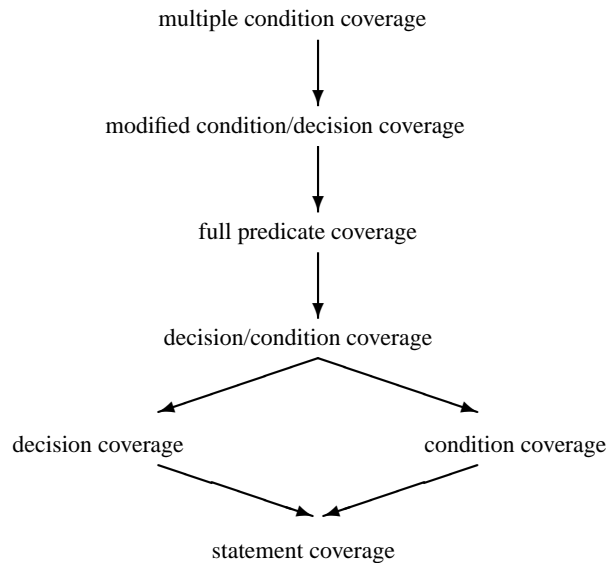 multiple condition coverage
modified condition/decision coverage
full predicate coverage
decision/condition coverage
decision coverage
condition coverage
statement coverage